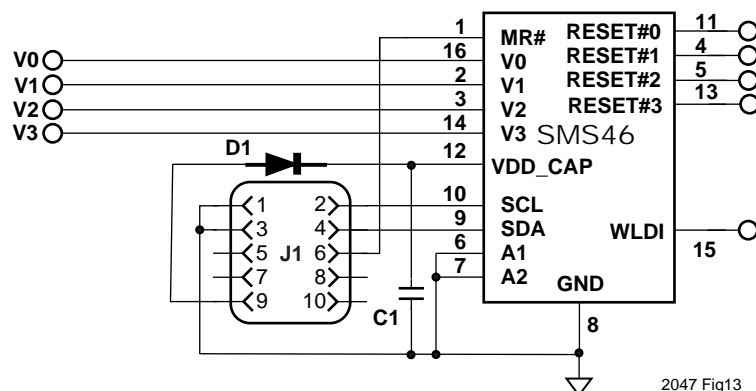 1 MR# RESET#0 11
V0 16 V0 RESET#1 4
V1 2 V1 RESET#2 5
V2 3 V2 RESET#3 13
V3 14 V3 SMS46
D1 12 VDD_CAP
1 2 10 SCL
3 4 9 SDA WLDI 15
5 J1 6 6 A1
7 8 7 A2
9 10 C1 GND
8
2047 Fig13